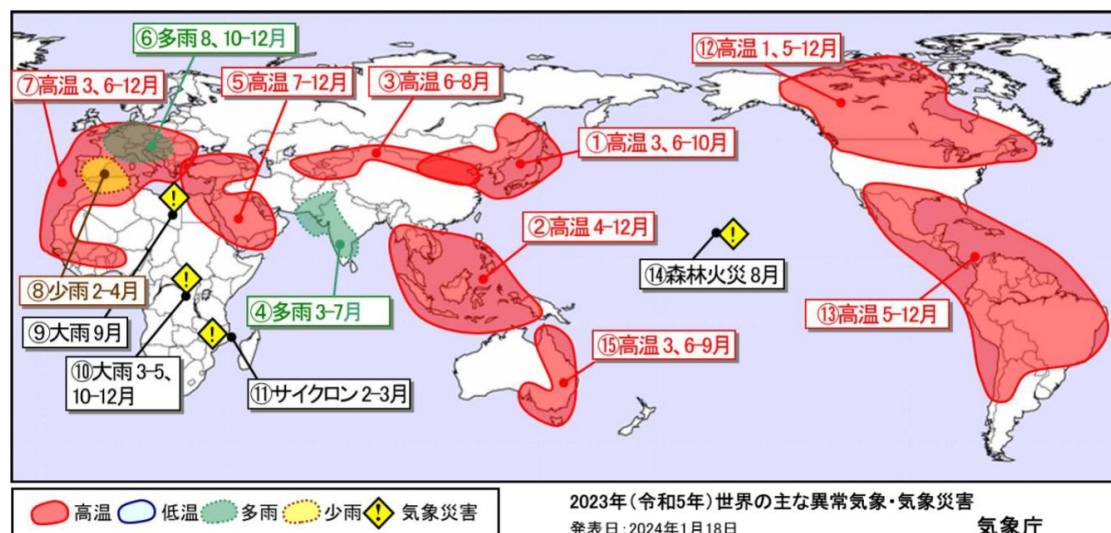 ⑥多雨 8、10-12月
⑫高温 1、5-12月
⑦高温 3、6-12月
⑤高温 7-12月
③高温 6-8月
①高温 3、6-10月
②高温 4-12月
⑭森林火災 8月
⑧少雨 2-4月
④多雨 3-7月
⑬高温 5-12月
⑨大雨 9月
⑮高温 3、6-9月
⑩大雨 3-5、
10-12月
⑪サイクロン 2-3月
高温 低温 多雨 少雨 気象災害
2023年(令和5年)世界の主な異常気象・気象災害
発表日:2024年1月18日
気象庁